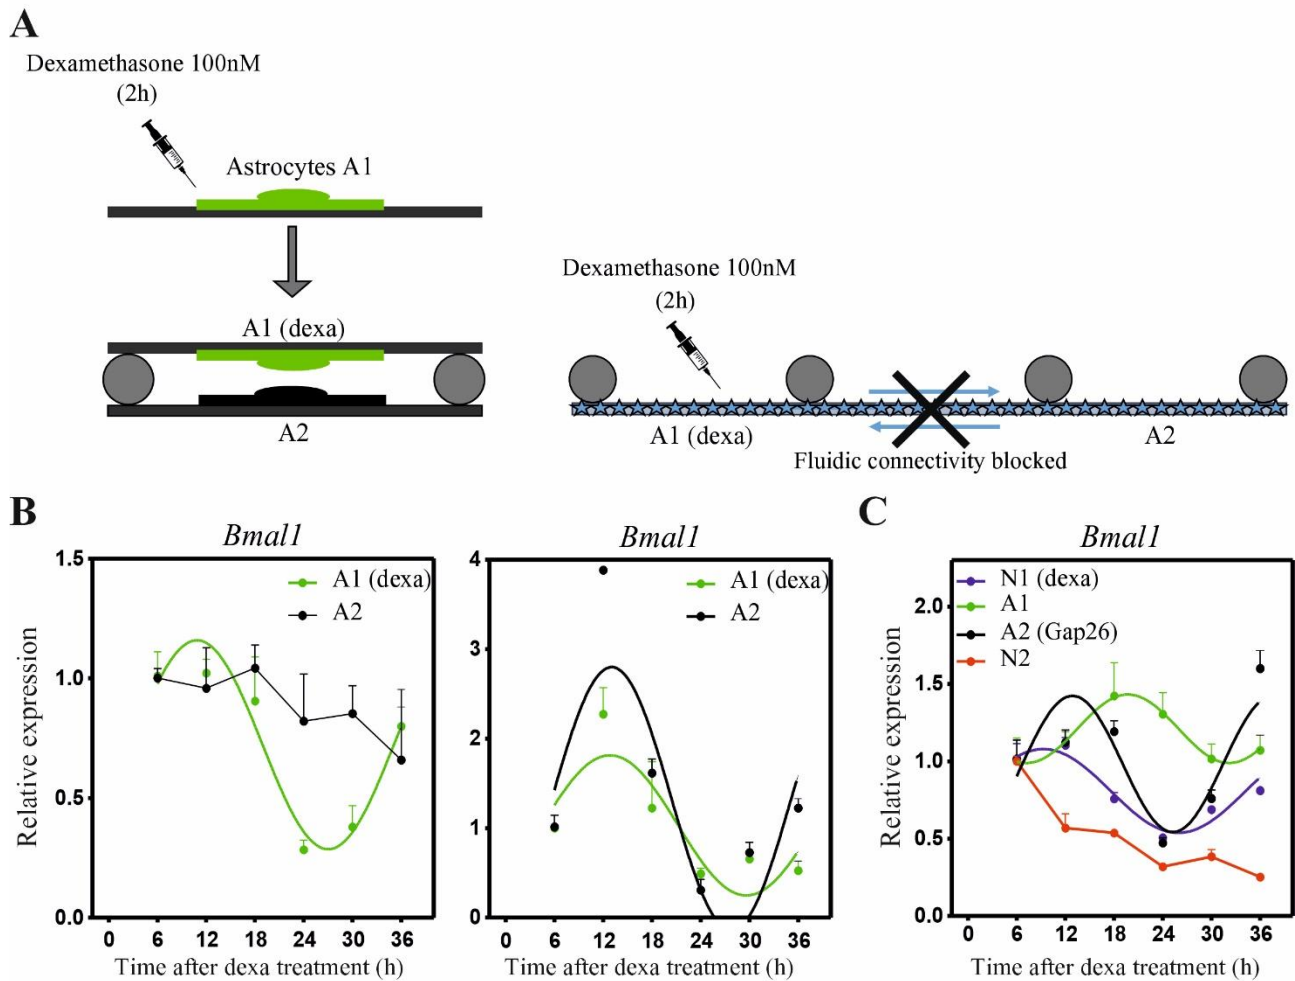 A
Dexamethasone 100nM
(2h)
Astrocytes A1
A1 (dexa)
A2
Dexamethasone 100nM
(2h)
A1 (dexa)
A2
Fluidic connectivity blocked
B
Bmal1
1.5
1.0
0.5
0.0
Relative expression
A1 (dexa)
A2
0 6 12 18 24 30 36
Time after dexa treatment (h)
Bmal1
4
3
2
1
0
A1 (dexa)
A2
0 6 12 18 24 30 36
Time after dexa treatment (h)
C
Bmal1
N1 (dexa)
A1
A2 (Gap26)
N2
2.0
1.5
1.0
0.5
0.0
Relative expression
0 6 12 18 24 30 36
Time after dexa treatment (h)